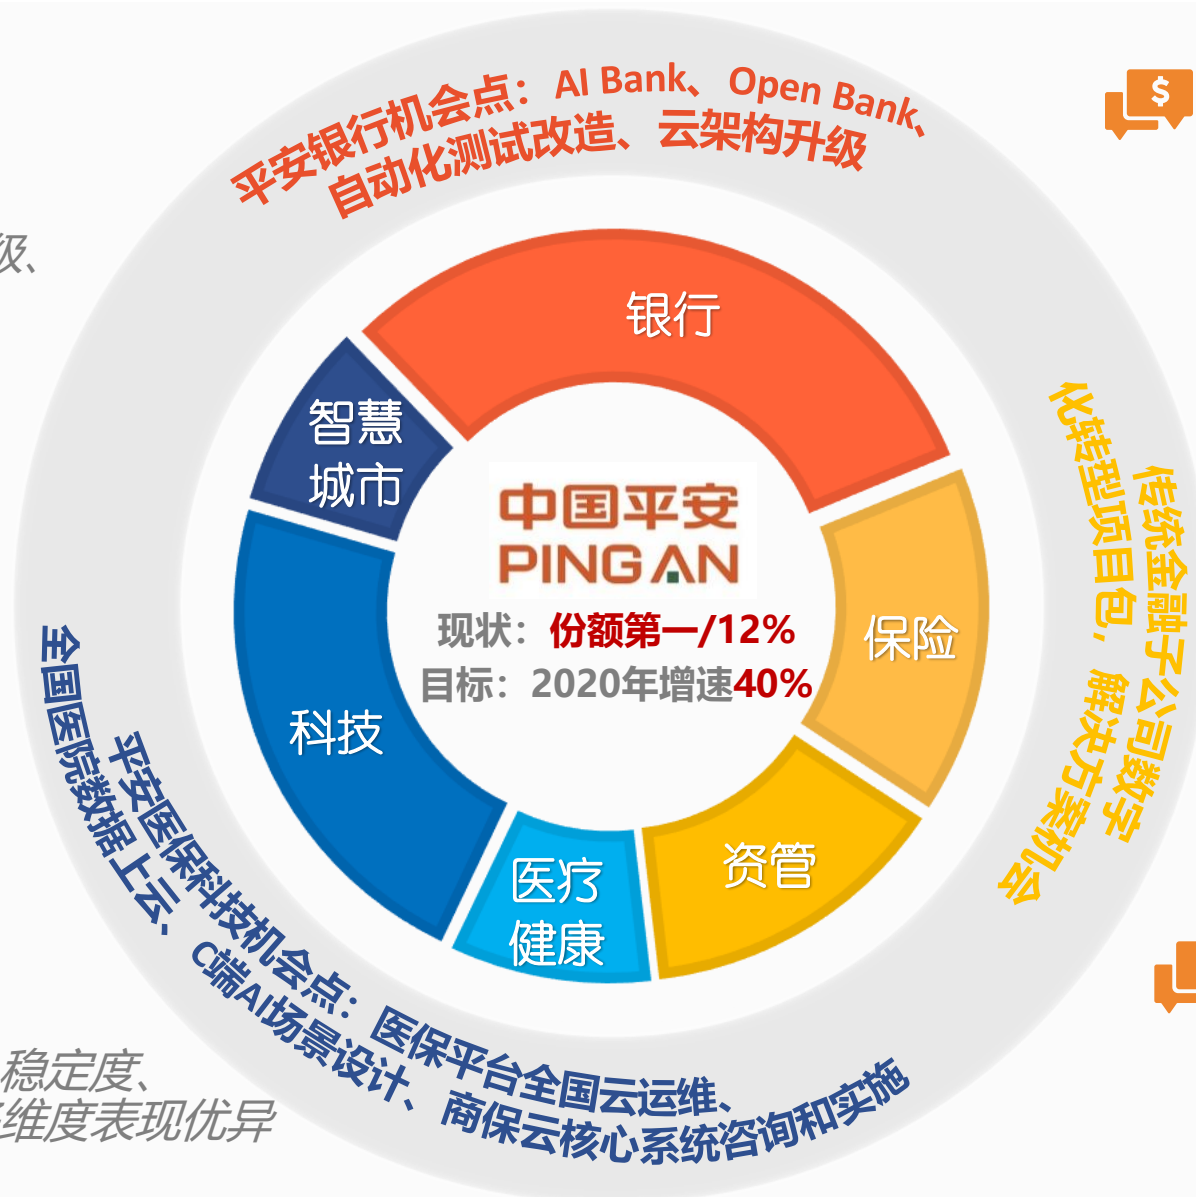 平安银行机会点：AI Bank、Open Bank、
自动化测试改造、云架构升级
级、
银行
智慧
城市
中国平安
PINGAN
现状：份额第一/12%
目标：2020年增速40%
保险
科技
资管
医疗
健康
传统金融子公司数字
化转型项目包，解决方案机会
平安医保科技机会点：医保平台全国云运维、
全国医院数据上云、C端AI场景设计、商保云核心系统咨询和实施
稳定度、
维度表现优异
$